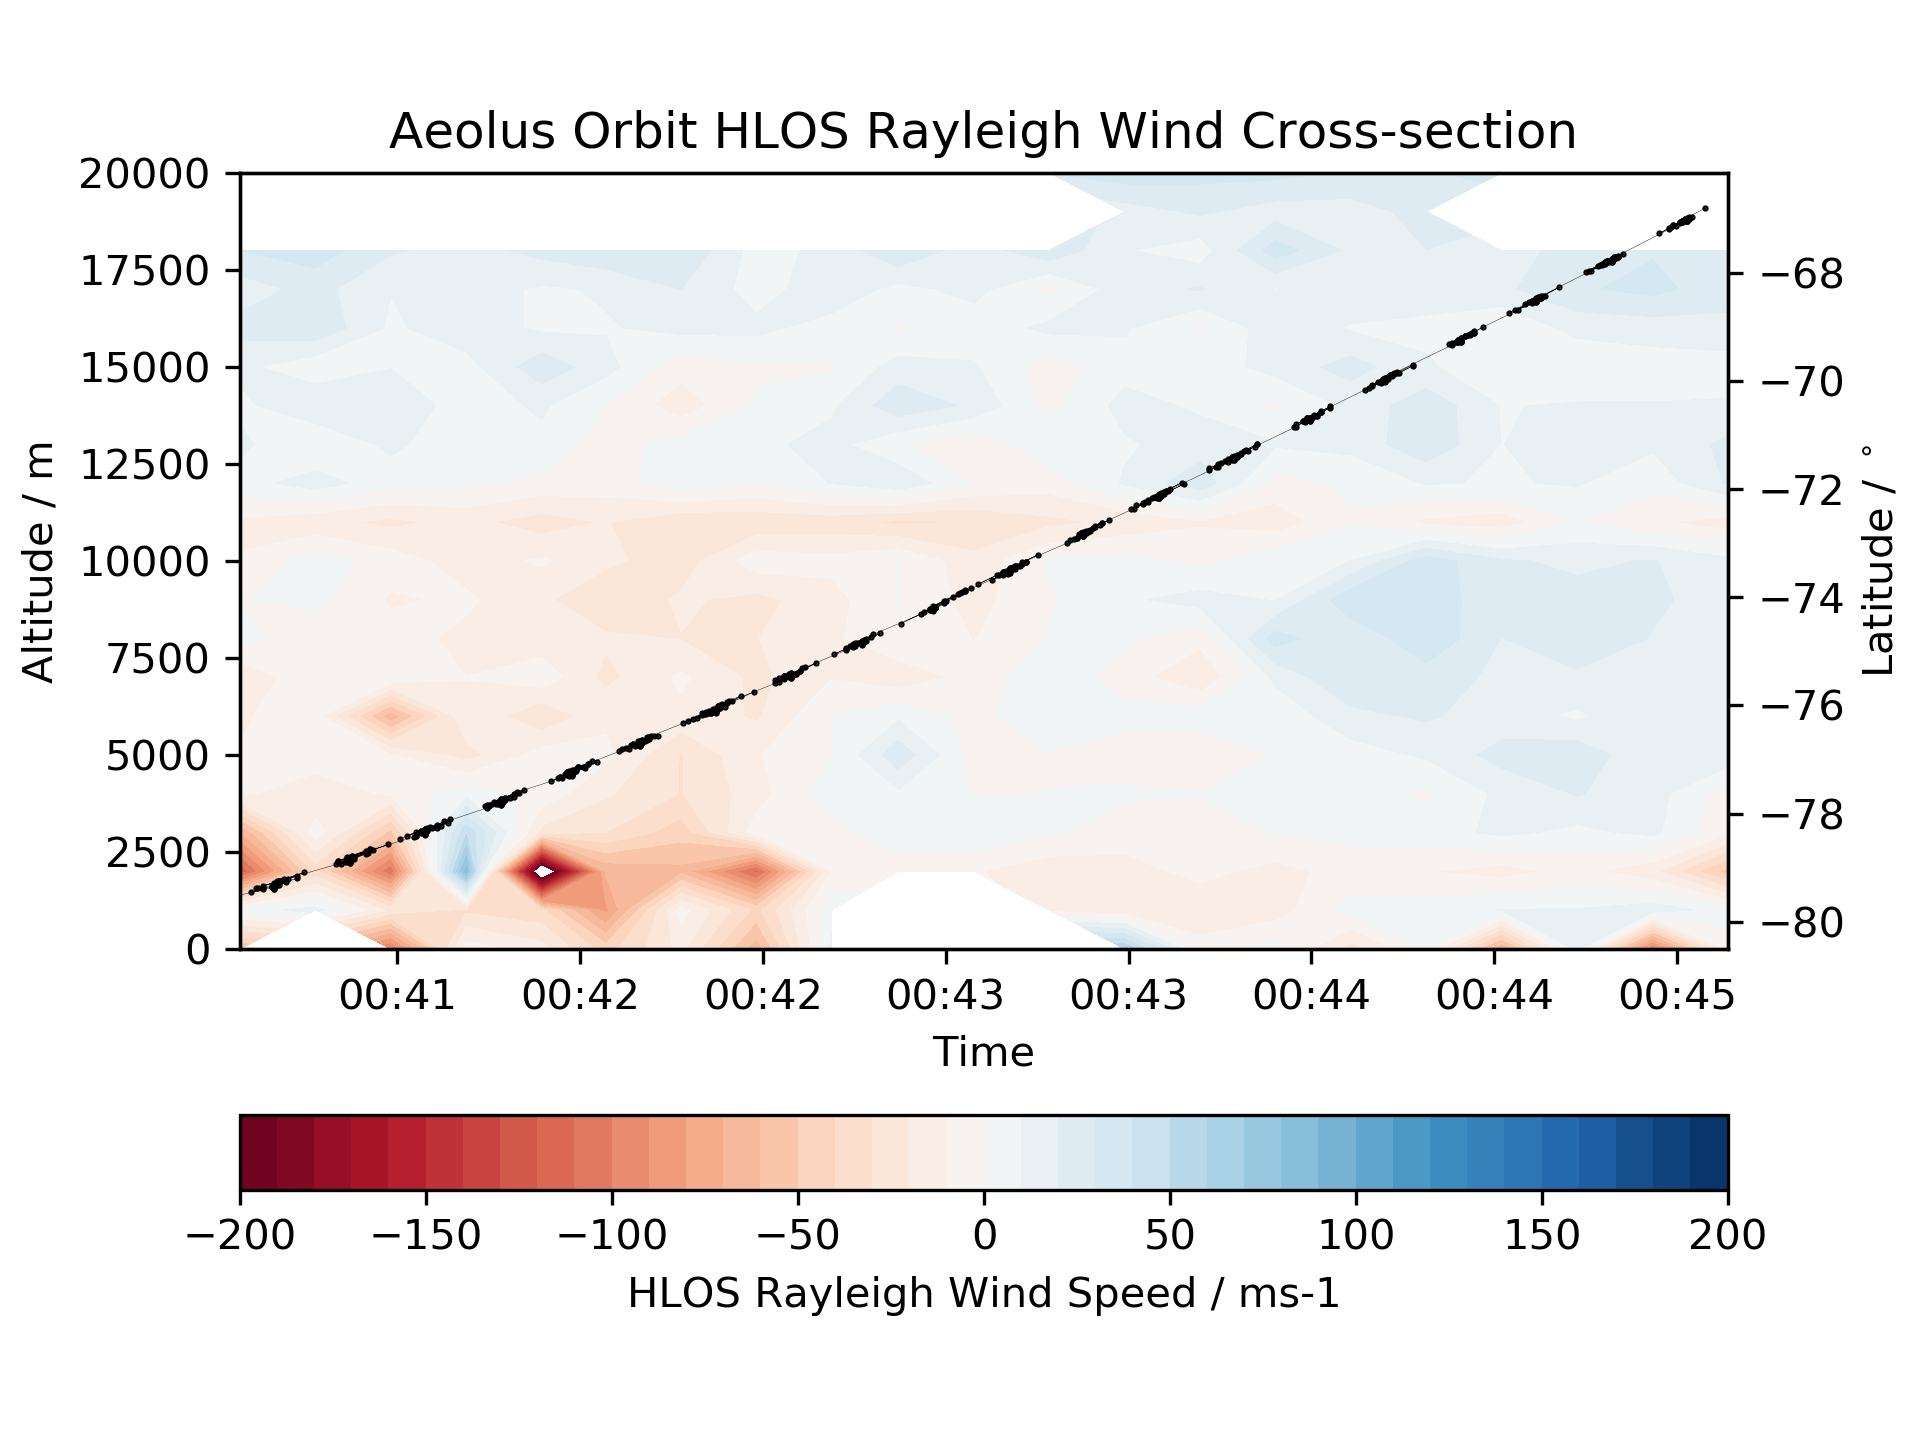 Aeolus Orbit HLOS Rayleigh Wind Cross-section
20000
17500
15000
12500
10000
7500
5000
2500
0
Altitude / m
−68
−70
−72
−74
−76
−78
−80
Latitude / °
00:41 00:42 00:42 00:43 00:43 00:44 00:44 00:45
Time
−200 −150 −100 −50 0 50 100 150 200
HLOS Rayleigh Wind Speed / ms-1